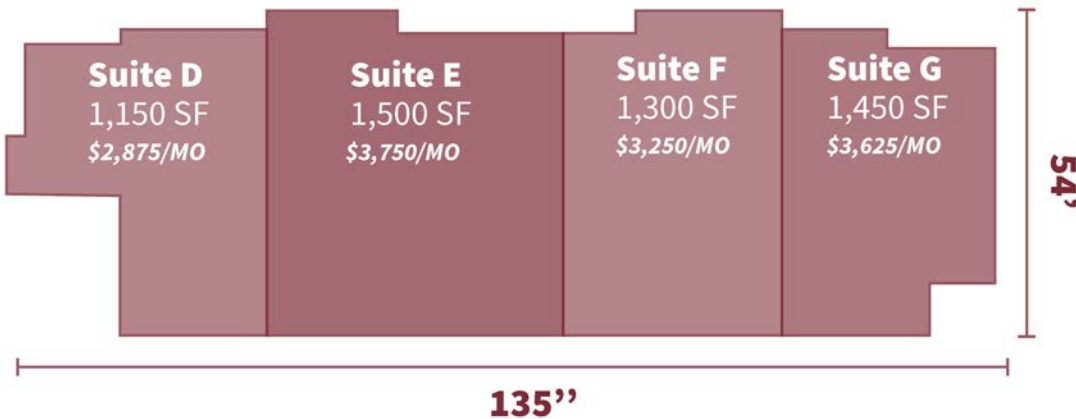 Suite D
1,150 SF
$2,875/MO
Suite E
1,500 SF
$3,750/MO
Suite F
1,300 SF
$3,250/MO
Suite G
1,450 SF
$3,625/MO
54’
135’’